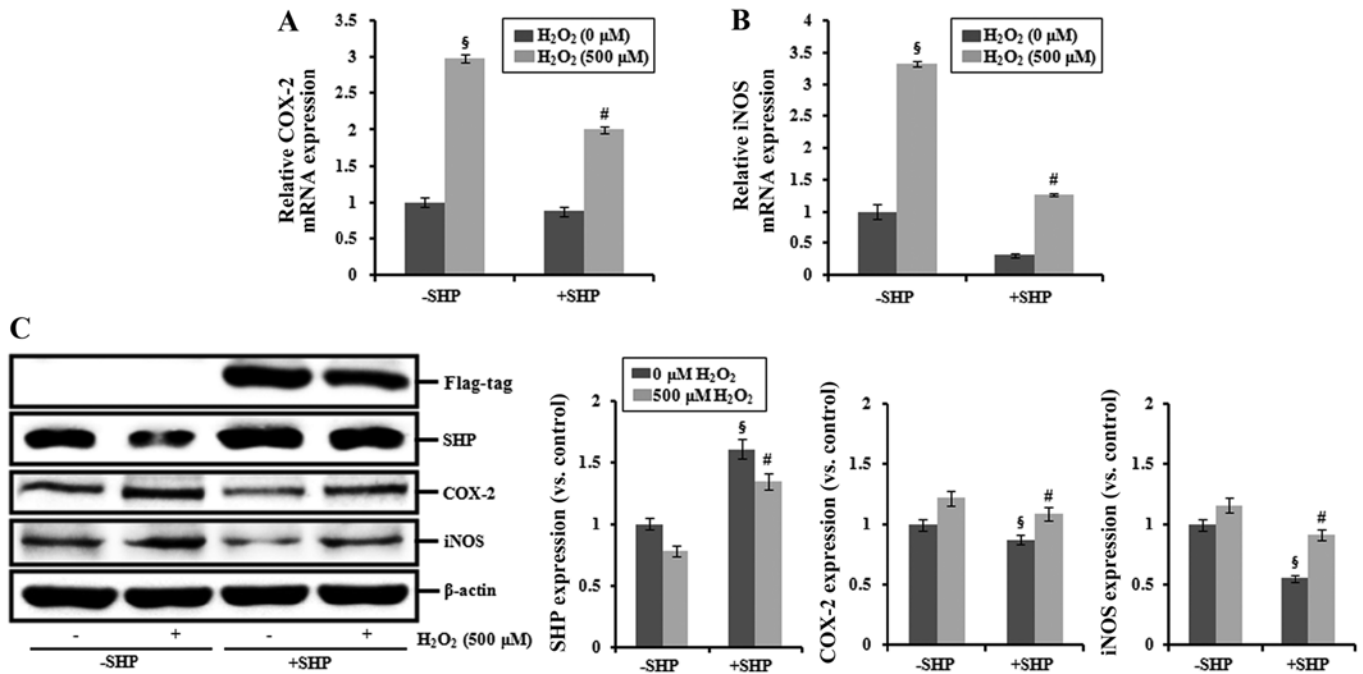 A
Relative COX-2
mRNA expression
3.5
3
2.5
2
1.5
1
0.5
0
§
#
H₂O₂ (0 μM)
H₂O₂ (500 μM)
-SHP
+SHP
B
Relative iNOS
mRNA expression
4
3.5
3
2.5
2
1.5
1
0.5
0
§
#
H₂O₂ (0 μM)
H₂O₂ (500 μM)
-SHP
+SHP
C
Flag-tag
SHP
COX-2
iNOS
β-actin
- + - + H₂O₂ (500 μM)
-SHP +SHP
SHP expression (vs. control)
2
1.5
1
0.5
0
0 μM H₂O₂
500 μM H₂O₂
§
#
-SHP
+SHP
COX-2 expression (vs. control)
2
1.5
1
0.5
0
§
#
-SHP
+SHP
iNOS expression (vs. control)
2
1.5
1
0.5
0
§
#
-SHP
+SHP